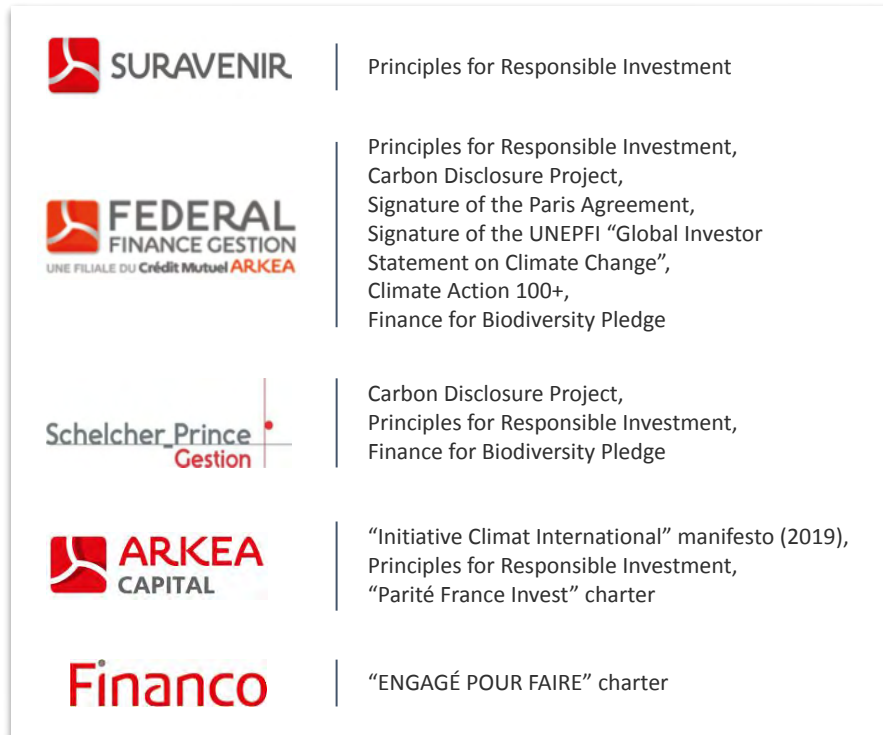 SURAVENIR
Principles for Responsible Investment
FEDERAL
FINANCE GESTION
UNE FILIALE DU Crédit Mutuel ARKEA
Principles for Responsible Investment,
Carbon Disclosure Project,
Signature of the Paris Agreement,
Signature of the UNEPFI “Global Investor
Statement on Climate Change”,
Climate Action 100+,
Finance for Biodiversity Pledge
Schelcher_Prince
Gestion
Carbon Disclosure Project,
Principles for Responsible Investment,
Finance for Biodiversity Pledge
ARKEA
CAPITAL
“Initiative Climat International” manifesto (2019),
Principles for Responsible Investment,
“Parité France Invest” charter
Financo
“ENGAGÉ POUR FAIRE” charter